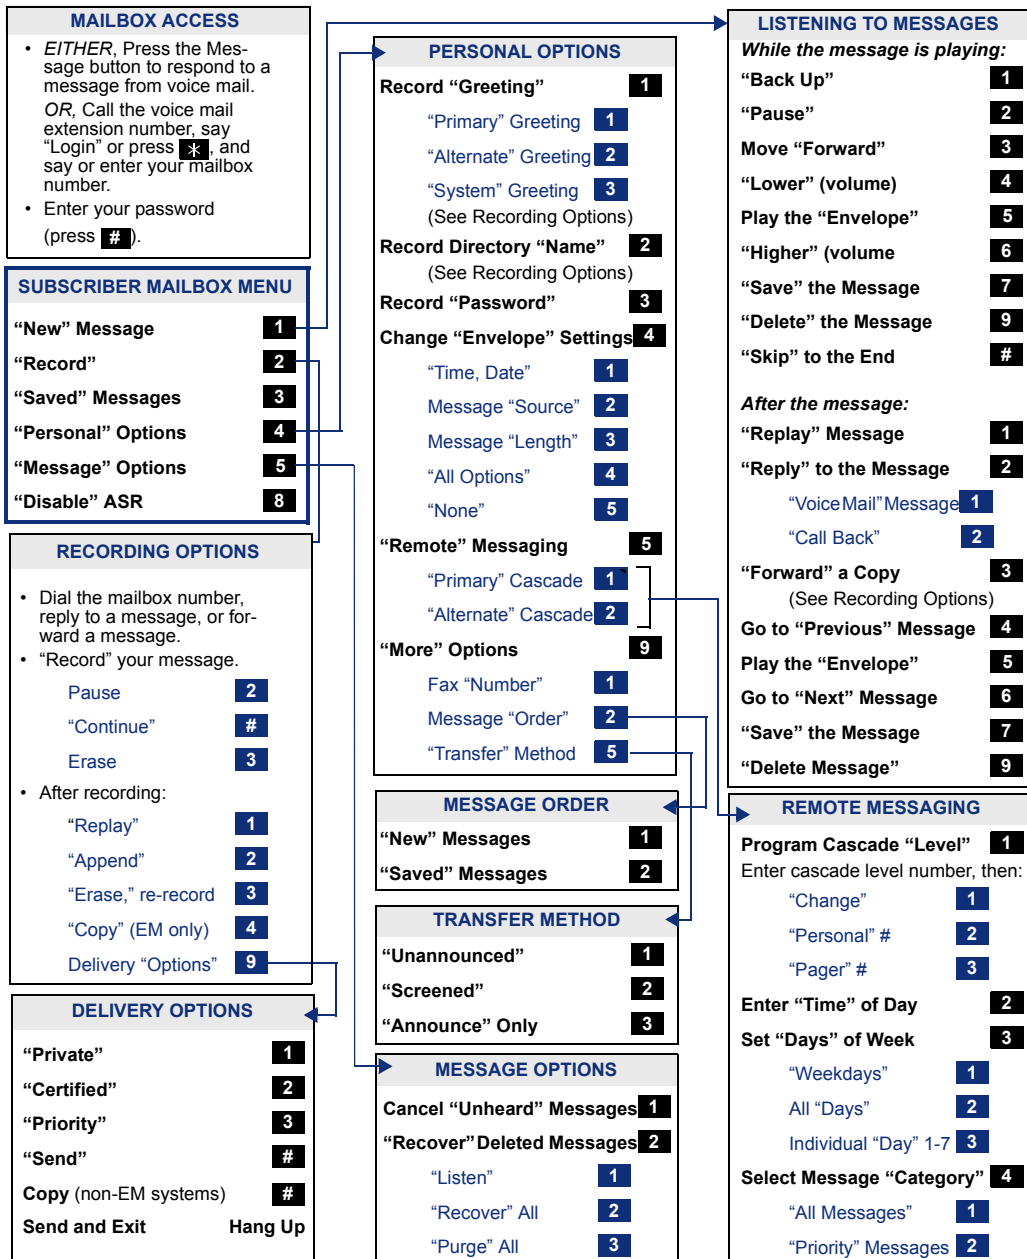 MAILBOX ACCESS
• EITHER, Press the Mes-
sage button to respond to a
message from voice mail.
OR, Call the voice mail
extension number, say
“Login” or press * , and
say or enter your mailbox
number.
• Enter your password
(press # ).
SUBSCRIBER MAILBOX MENU
“New” Message 1
“Record” 2
“Saved” Messages 3
“Personal” Options 4
“Message” Options 5
“Disable” ASR 8
RECORDING OPTIONS
• Dial the mailbox number,
reply to a message, or for-
ward a message.
• “Record” your message.
Pause 2
“Continue” #
Erase 3
• After recording:
“Replay” 1
“Append” 2
“Erase,” re-record 3
“Copy” (EM only) 4
Delivery “Options” 9
DELIVERY OPTIONS
“Private” 1
“Certified” 2
“Priority” 3
“Send” #
Copy (non-EM systems) #
Send and Exit Hang Up
PERSONAL OPTIONS
Record “Greeting” 1
“Primary” Greeting 1
“Alternate” Greeting 2
“System” Greeting 3
(See Recording Options)
Record Directory “Name” 2
(See Recording Options)
Record “Password” 3
Change “Envelope” Settings 4
“Time, Date” 1
Message “Source” 2
Message “Length” 3
“All Options” 4
“None” 5
“Remote” Messaging 5
“Primary” Cascade 1
“Alternate” Cascade 2
“More” Options 9
Fax “Number” 1
Message “Order” 2
“Transfer” Method 5
MESSAGE ORDER
“New” Messages 1
“Saved” Messages 2
TRANSFER METHOD
“Unannounced” 1
“Screened” 2
“Announce” Only 3
MESSAGE OPTIONS
Cancel “Unheard” Messages 1
“Recover” Deleted Messages 2
“Listen” 1
“Recover” All 2
“Purge” All 3
LISTENING TO MESSAGES
While the message is playing:
“Back Up” 1
“Pause” 2
Move “Forward” 3
“Lower” (volume) 4
Play the “Envelope” 5
“Higher” (volume 6
“Save” the Message 7
“Delete” the Message 9
“Skip” to the End #
After the message:
“Replay” Message 1
“Reply” to the Message 2
“Voice Mail” Message 1
“Call Back” 2
“Forward” a Copy 3
(See Recording Options)
Go to “Previous” Message 4
Play the “Envelope” 5
Go to “Next” Message 6
“Save” the Message 7
“Delete Message” 9
REMOTE MESSAGING
Program Cascade “Level” 1
Enter cascade level number, then:
“Change” 1
“Personal” # 2
“Pager” # 3
Enter “Time” of Day 2
Set “Days” of Week 3
“Weekdays” 1
All “Days” 2
Individual “Day” 1-7 3
Select Message “Category” 4
“All Messages” 1
“Priority” Messages 2